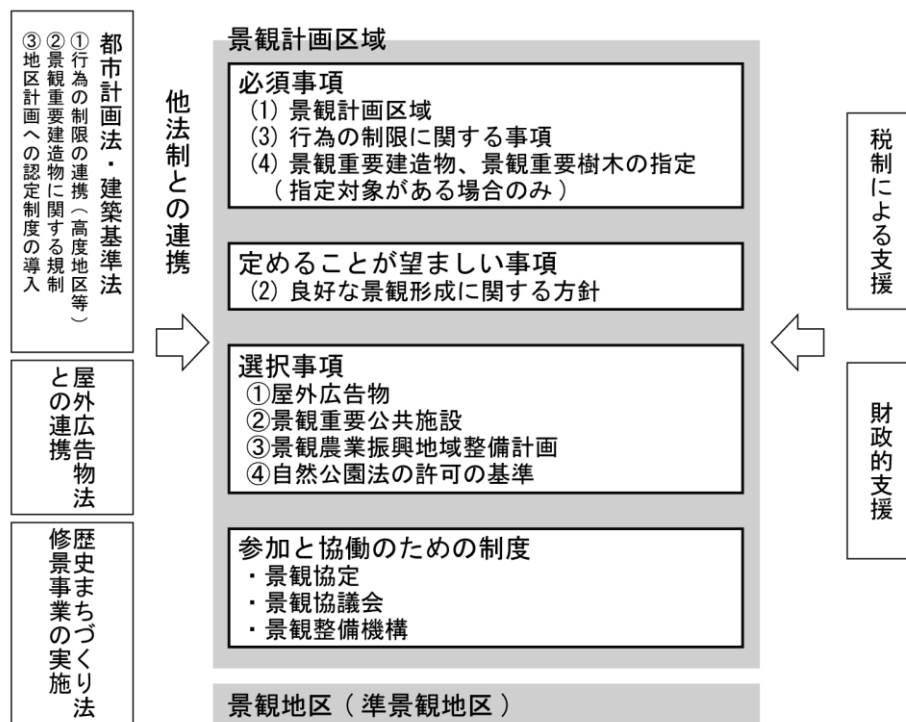 都市計画法・建築基準法
①行為の制限の連携（高度地区等）
②景観重要建造物に関する規制
③地区計画への認定制度の導入
屋外広告物法
との連携
歴史まちづくり法
修景事業の実施
他法制との連携
景観計画区域
必須事項
(1) 景観計画区域
(3) 行為の制限に関する事項
(4) 景観重要建造物、景観重要樹木の指定
（指定対象がある場合のみ）
定めることが望ましい事項
(2) 良好な景観形成に関する方針
選択事項
①屋外広告物
②景観重要公共施設
③景観農業振興地域整備計画
④自然公園法の許可の基準
参加と協働のための制度
・景観協定
・景観協議会
・景観整備機構
景観地区（準景観地区）
税制による支援
財政的支援